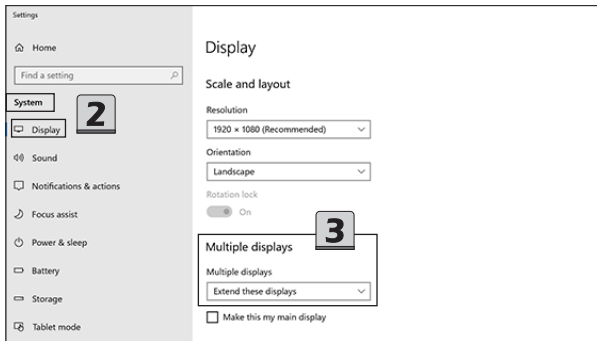 Settings
Home
Find a setting
System
2
Display
Sound
Notifications & actions
Focus assist
Power & sleep
Battery
Storage
Tablet mode
Display
Scale and layout
Resolution
1920 × 1080 (Recommended)
Orientation
Landscape
Rotation lock
On
3
Multiple displays
Multiple displays
Extend these displays
Make this my main display